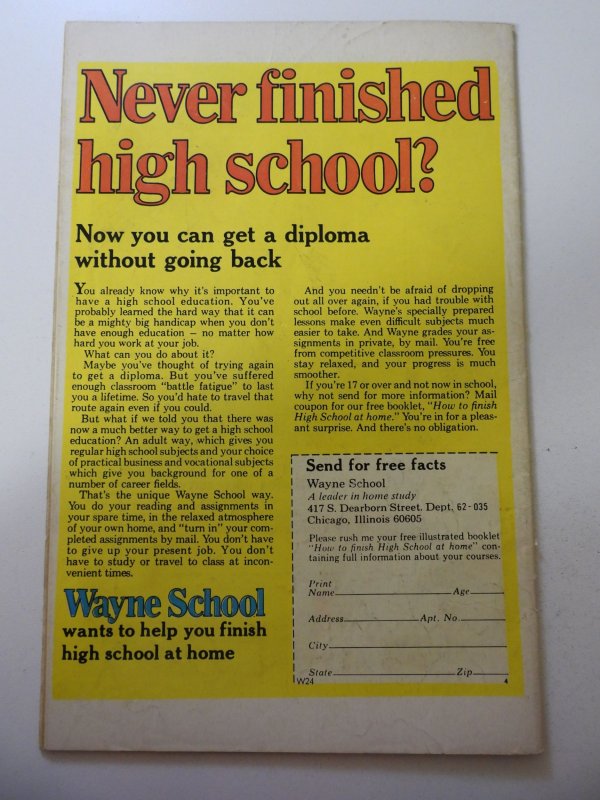 Never finished
high school?
Now you can get a diploma
without going back
You already know why it's important to
have a high school education. You've
probably learned the hard way that it can
be a mighty big handicap when you don't
have enough education — no matter how
hard you work at your job.
What can you do about it?
Maybe you've thought of trying again
to get a diploma. But you've suffered
enough classroom "battle fatigue" to last
you a lifetime. So you'd hate to travel that
route again even if you could.
But what if we told you that there was
now a much better way to get a high school
education? An adult way, which gives you
regular high school subjects and your choice
of practical business and vocational subjects
which give you background for one of a
number of career fields.
That's the unique Wayne School way.
You do your reading and assignments in
your spare time, in the relaxed atmosphere
of your own home, and "turn in" your com-
pleted assignments by mail. You don't have
to give up your present job. You don't
have to study or travel to class at incon-
venient times.
Wayne School
wants to help you finish
high school at home
And you needn't be afraid of dropping
out all over again, if you had trouble with
school before. Wayne's specially prepared
lessons make even difficult subjects much
easier to take. And Wayne grades your as-
signments in private, by mail. You're free
from competitive classroom pressures. You
stay relaxed, and your progress is much
smoother.
If you're 17 or over and not now in school,
why not send for more information? Mail
coupon for our free booklet, "How to finish
High School at home." You're in for a pleas-
ant surprise. And there's no obligation.
Send for free facts
Wayne School
A leader in home study
417 S. Dearborn Street, Dept. 62-035
Chicago, Illinois 60605
Please rush me your free illustrated booklet
"How to finish High School at home" con-
taining full information about your courses.
Print
Name Age
Address Apt. No.
City
State Zip
W24 4